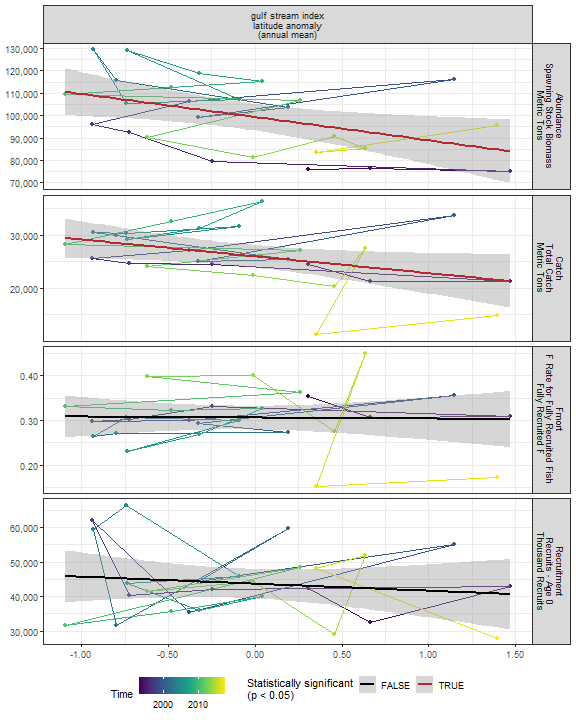 gulf stream index
latitude anomaly
(annual mean)
130,000
120,000
110,000
100,000
90,000
80,000
70,000
Abundance
Spawning Stock Biomass
Metric Tons
30,000
20,000
Catch
Total Catch
Metric Tons
0.40
0.30
0.20
Fmort
F Rate for Fully Recruited Fish
Fully Recruited F
60,000
50,000
40,000
30,000
Recruitment
Recruits - Age 0
Thousand Recruits
-1.00
-0.50
0.00
0.50
1.00
1.50
Time
2000
2010
Statistically significant
(p < 0.05)
FALSE
TRUE